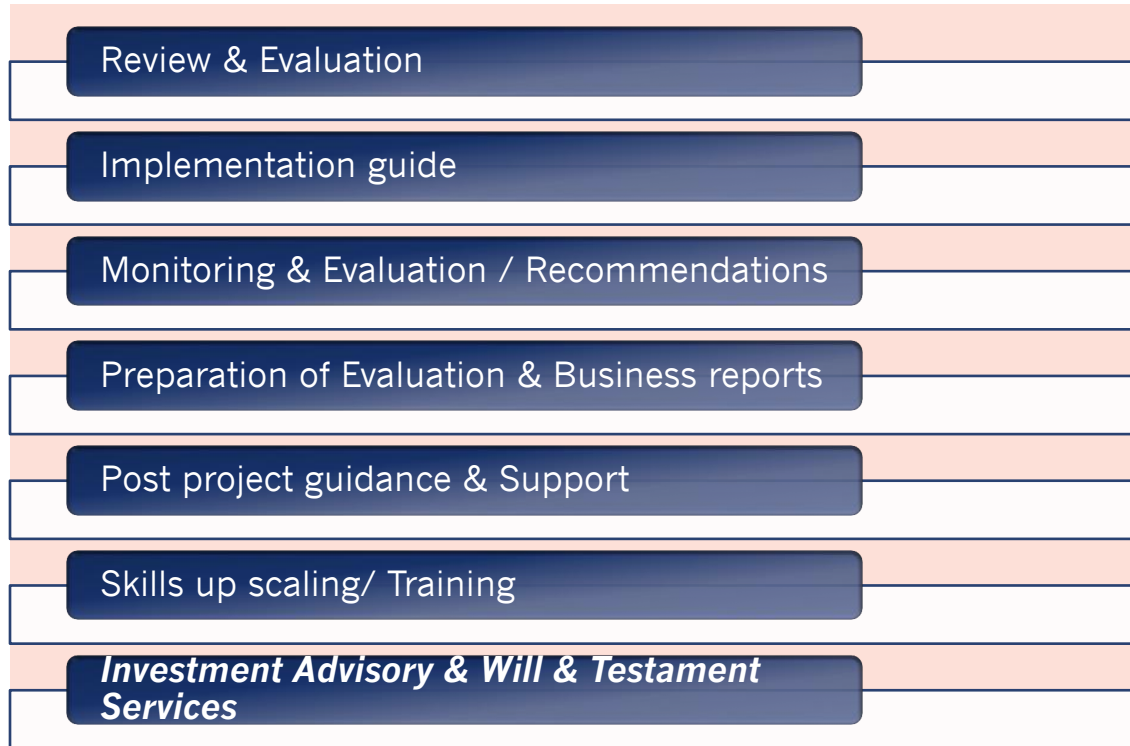 Review & Evaluation
Implementation guide
Monitoring & Evaluation / Recommendations
Preparation of Evaluation & Business reports
Post project guidance & Support
Skills up scaling/ Training
Investment Advisory & Will & Testament
Services